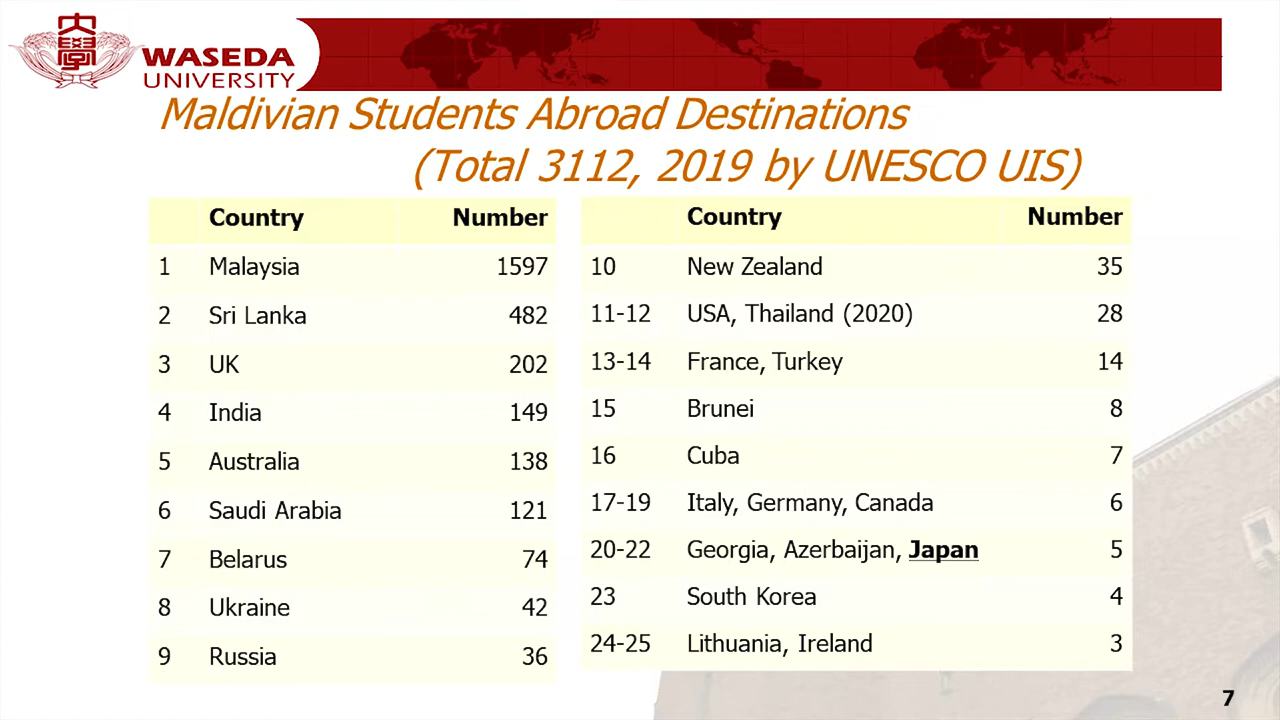 大
學
WASEDA
UNIVERSITY
Maldivian Students Abroad Destinations
(Total 3112, 2019 by UNESCO UIS)
Country Number
1 Malaysia 1597
2 Sri Lanka 482
3 UK 202
4 India 149
5 Australia 138
6 Saudi Arabia 121
7 Belarus 74
8 Ukraine 42
9 Russia 36
Country Number
10 New Zealand 35
11-12 USA, Thailand (2020) 28
13-14 France, Turkey 14
15 Brunei 8
16 Cuba 7
17-19 Italy, Germany, Canada 6
20-22 Georgia, Azerbaijan, Japan 5
23 South Korea 4
24-25 Lithuania, Ireland 3
7